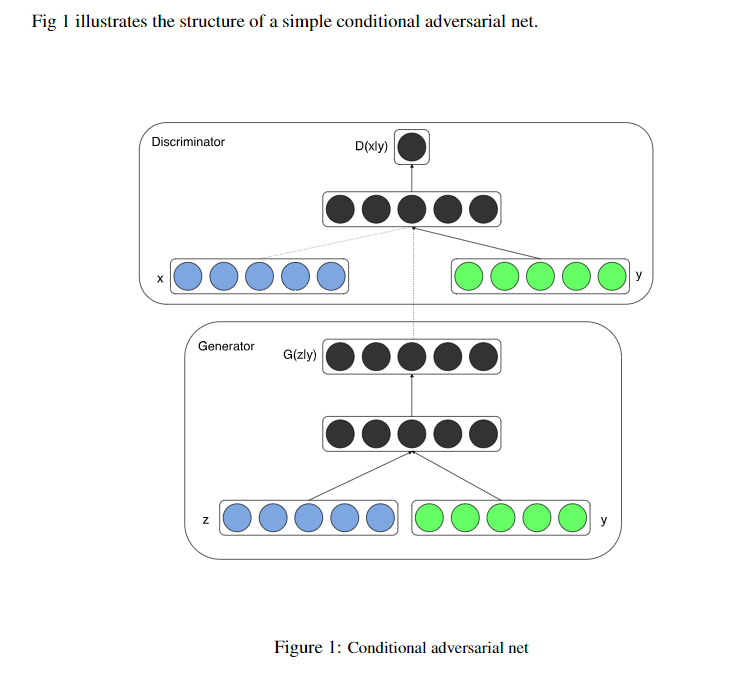 Fig 1 illustrates the structure of a simple conditional adversarial net.
Discriminator
D(x|y)
x
y
Generator
G(z|y)
z
y
Figure 1: Conditional adversarial net